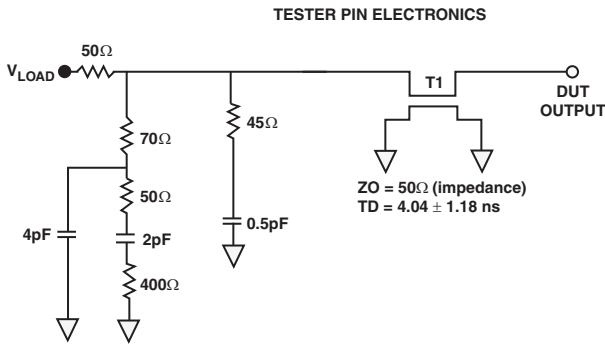 TESTER PIN ELECTRONICS
50Ω
VLOAD
T1
DUT
OUTPUT
70Ω
45Ω
50Ω
ZO = 50Ω (impedance)
TD = 4.04 ± 1.18 ns
4pF
2pF
0.5pF
400Ω